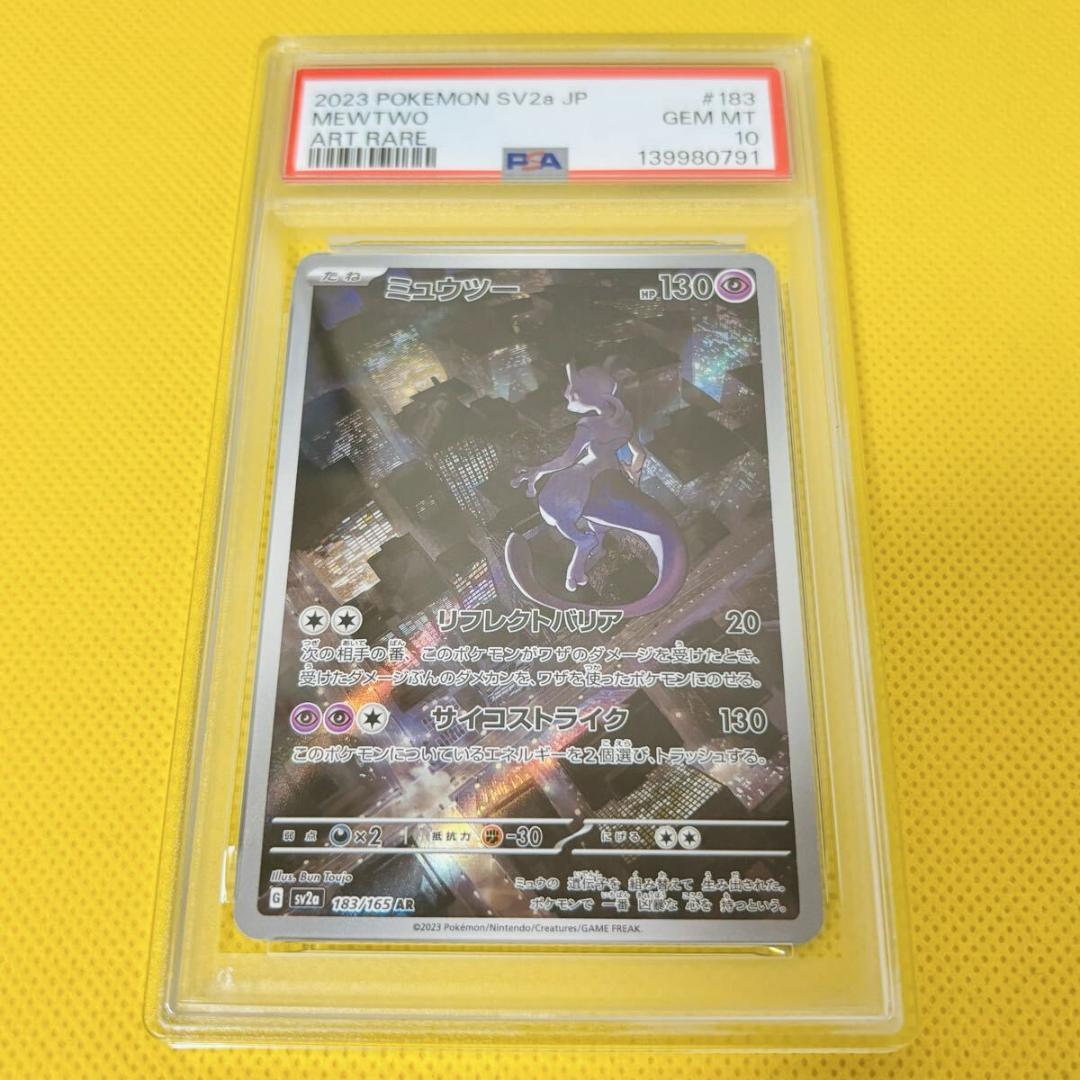 2023 POKEMON SV2a JP #183
MEWTWO GEM MT
ART RARE 10
PSA 139980791
たね ミュウツー HP 130
リフレクトバリア 20
次の相手の番、このポケモンがワザのダメージを受けたとき、
受けたダメージぶんのダメカンを、ワザを使ったポケモンにのせる。
サイコストライク 130
このポケモンについているエネルギーを2個選び、トラッシュする。
弱点 ×2 抵抗力 -30 にげる
Illus. Bun Toujo
G SV2a 183/165 AR
ミュウの 遺伝子を 組み替えて 生み出された。
ポケモンで 一番 凶暴な 心を 持つという。
©2023 Pokémon/Nintendo/Creatures/GAME FREAK.